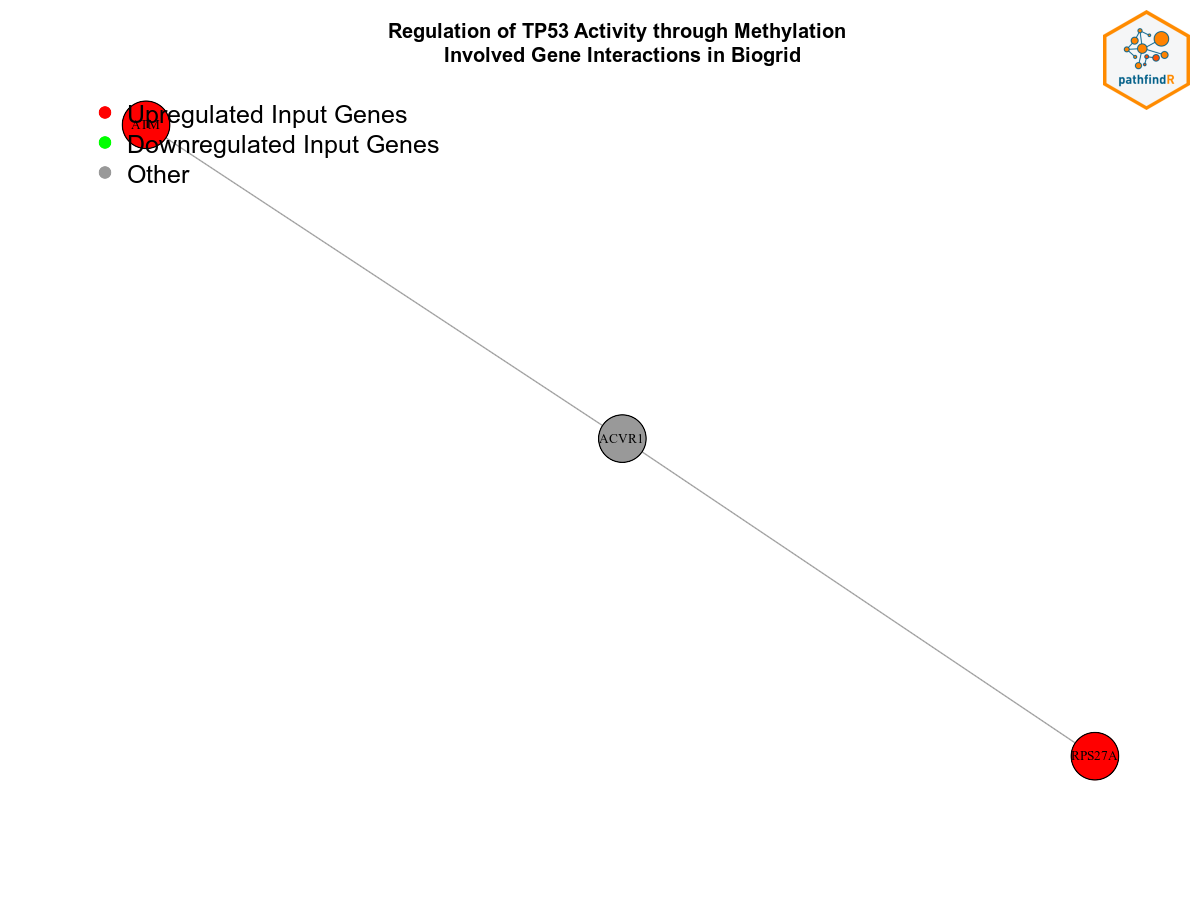 Regulation of TP53 Activity through Methylation
Involved Gene Interactions in Biogrid
pathfindR
Upregulated Input Genes
ATM
Downregulated Input Genes
Other
ACVR1
RPS27A